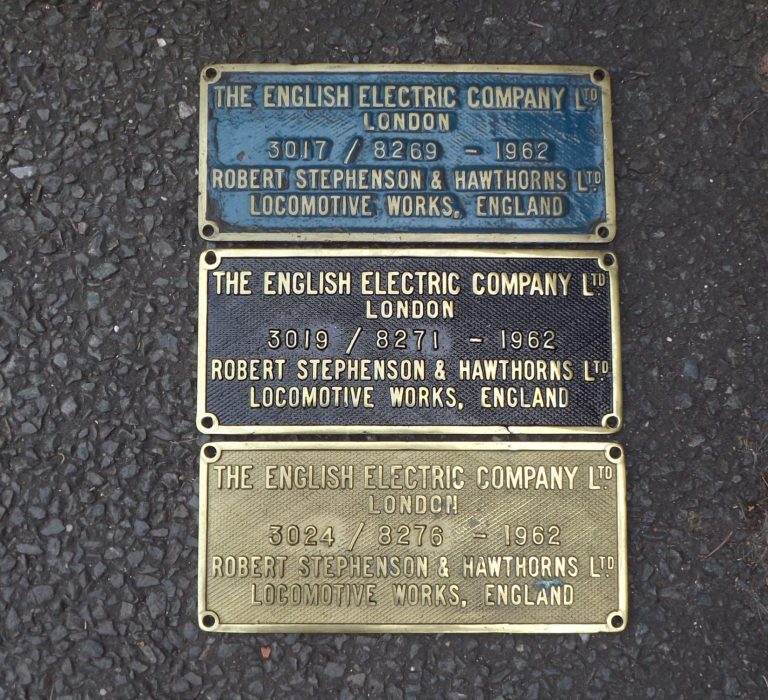 THE ENGLISH ELECTRIC COMPANY LTD
LONDON
3017 / 8269 - 1962
ROBERT STEPHENSON & HAWTHORNS LTD
LOCOMOTIVE WORKS, ENGLAND
THE ENGLISH ELECTRIC COMPANY LTD
LONDON
3019 / 8271 - 1962
ROBERT STEPHENSON & HAWTHORNS LTD
LOCOMOTIVE WORKS, ENGLAND
THE ENGLISH ELECTRIC COMPANY LTD
LONDON
3024 / 8276 - 1962
ROBERT STEPHENSON & HAWTHORNS LTD
LOCOMOTIVE WORKS, ENGLAND